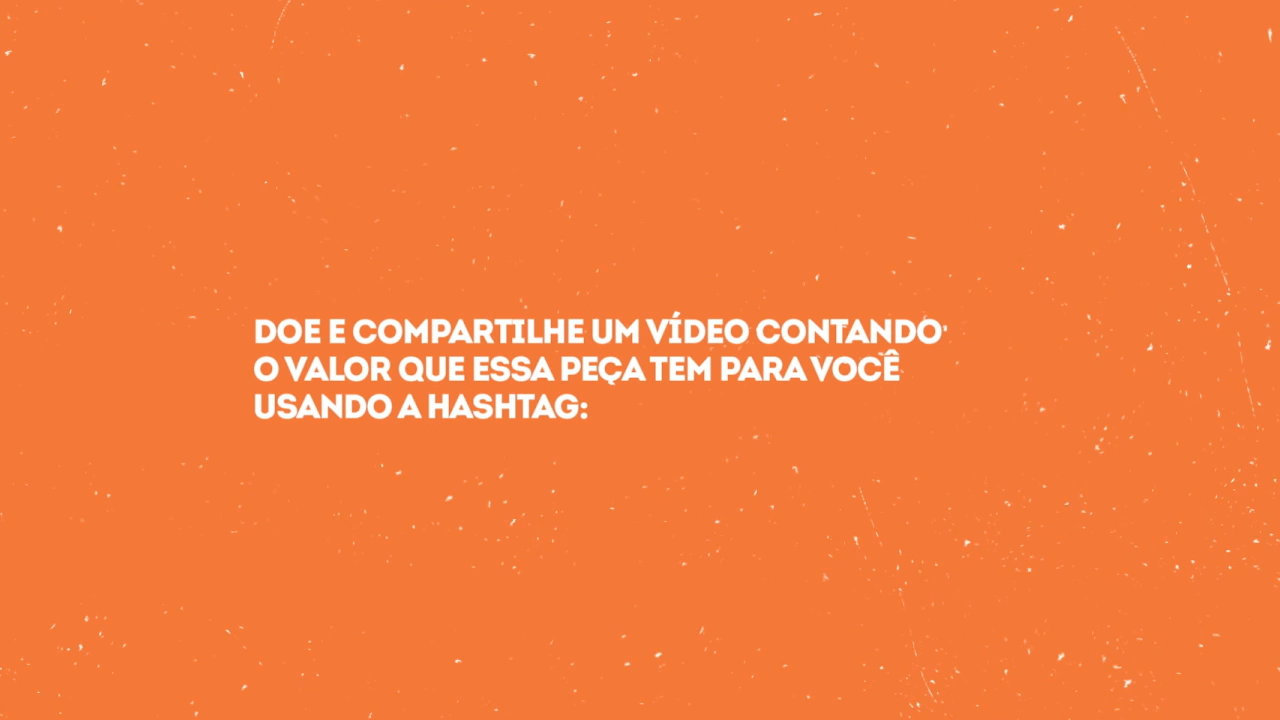 DOE E COMPARTILHE UM VÍDEO CONTANDO
O VALOR QUE ESSA PEÇA TEM PARA VOCÊ
USANDO A HASHTAG: